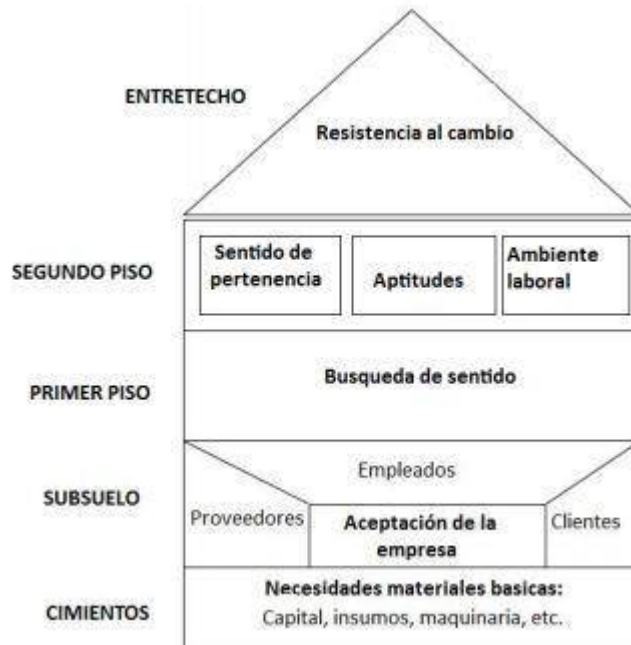 ENTRETECHO
Resistencia al cambio
SEGUNDO PISO
Sentido de
pertenencia
Aptitudes
Ambiente
laboral
PRIMER PISO
Busqueda de sentido
SUBSUELO
Empleados
Proveedores
Aceptación de la
empresa
Clientes
CIMIENTOS
Necesidades materiales basicas:
Capital, insumos, maquinaria, etc.